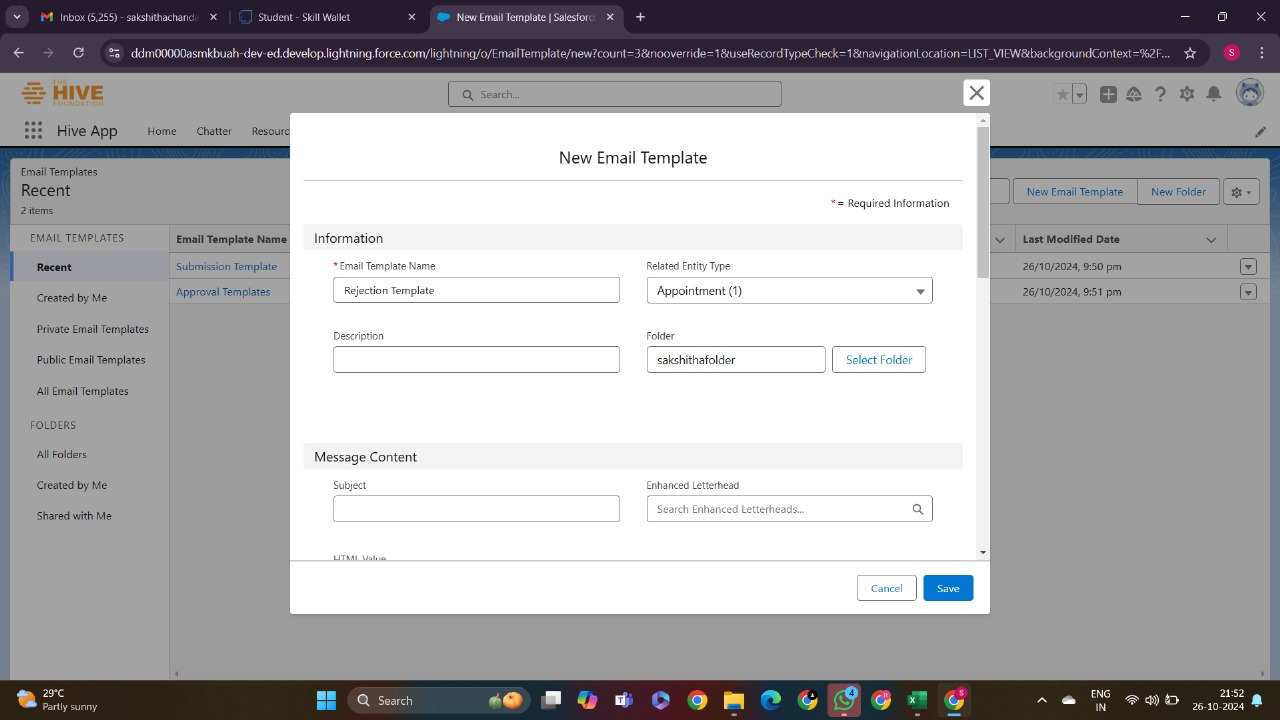 Inbox (5,255) - sakshithachanda
Student - Skill Wallet
New Email Template | Salesforc
ddm00000asmkbuah-dev-ed.develop.lightning.force.com/lightning/o/EmailTemplate/new?count=3&nooverride=1&useRecordTypeCheck=1&navigationLocation=LIST_VIEW&backgroundContext=%2F...
S
THE
HIVE
FOUNDATION
Search...
Hive App
Home
Chatter
Resourc
Email Templates
Recent
2 items
New Email Template
New Folder
EMAIL TEMPLATES
Recent
Created by Me
Private Email Templates
Public Email Templates
All Email Templates
FOLDERS
All Folders
Created by Me
Shared with Me
Email Template Name
Submission Template
Approval Templates
Last Modified Date
26/10/2024, 9:50 pm
26/10/2024, 9:51 pm
New Email Template
* = Required Information
Information
*Email Template Name
Rejection Template
Related Entity Type
Appointment (1)
Description
Folder
sakshithafolder
Select Folder
Message Content
Subject
Enhanced Letterhead
Search Enhanced Letterheads...
HTML Value
Cancel
Save
29°C
Partly sunny
Search
4
ENG
IN
21:52
26-10-2024